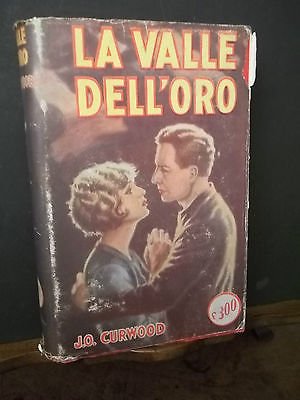 LA VALLE
DELL'ORO
J.O. CURWOOD
£300